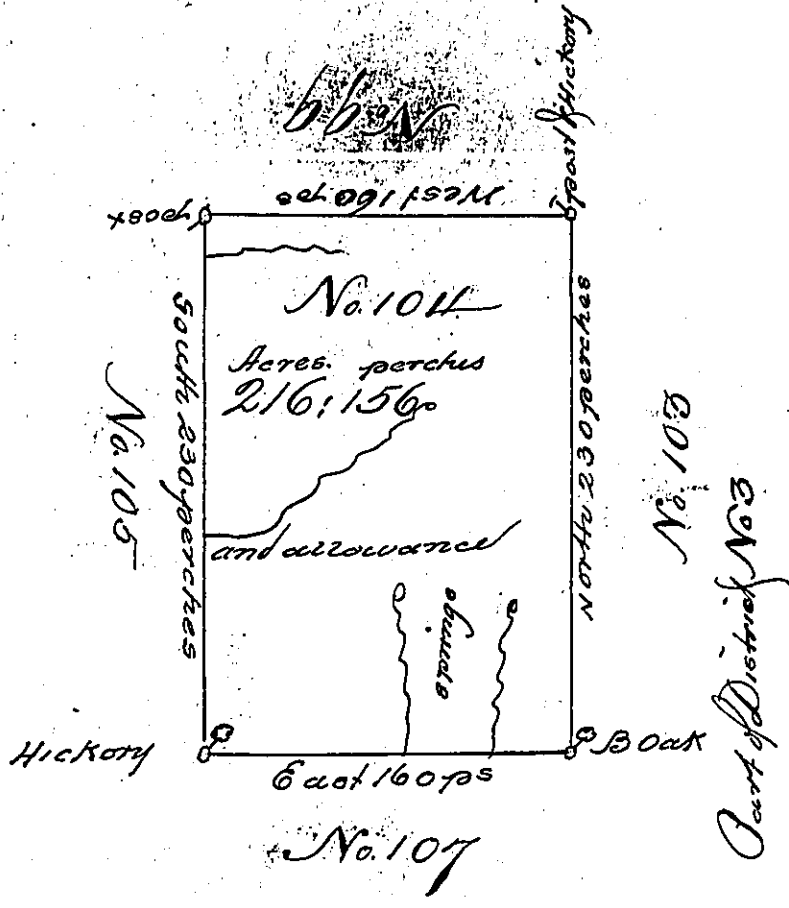 No. 99
post & Hickory
post
West 160 ps
No. 104
Acres. perches
216:156
and allowance
South 230 perches
North 230 perches
No. 105
No. 103
Part of District No 3
Hickory
B Oak
East 160 ps
No. 107